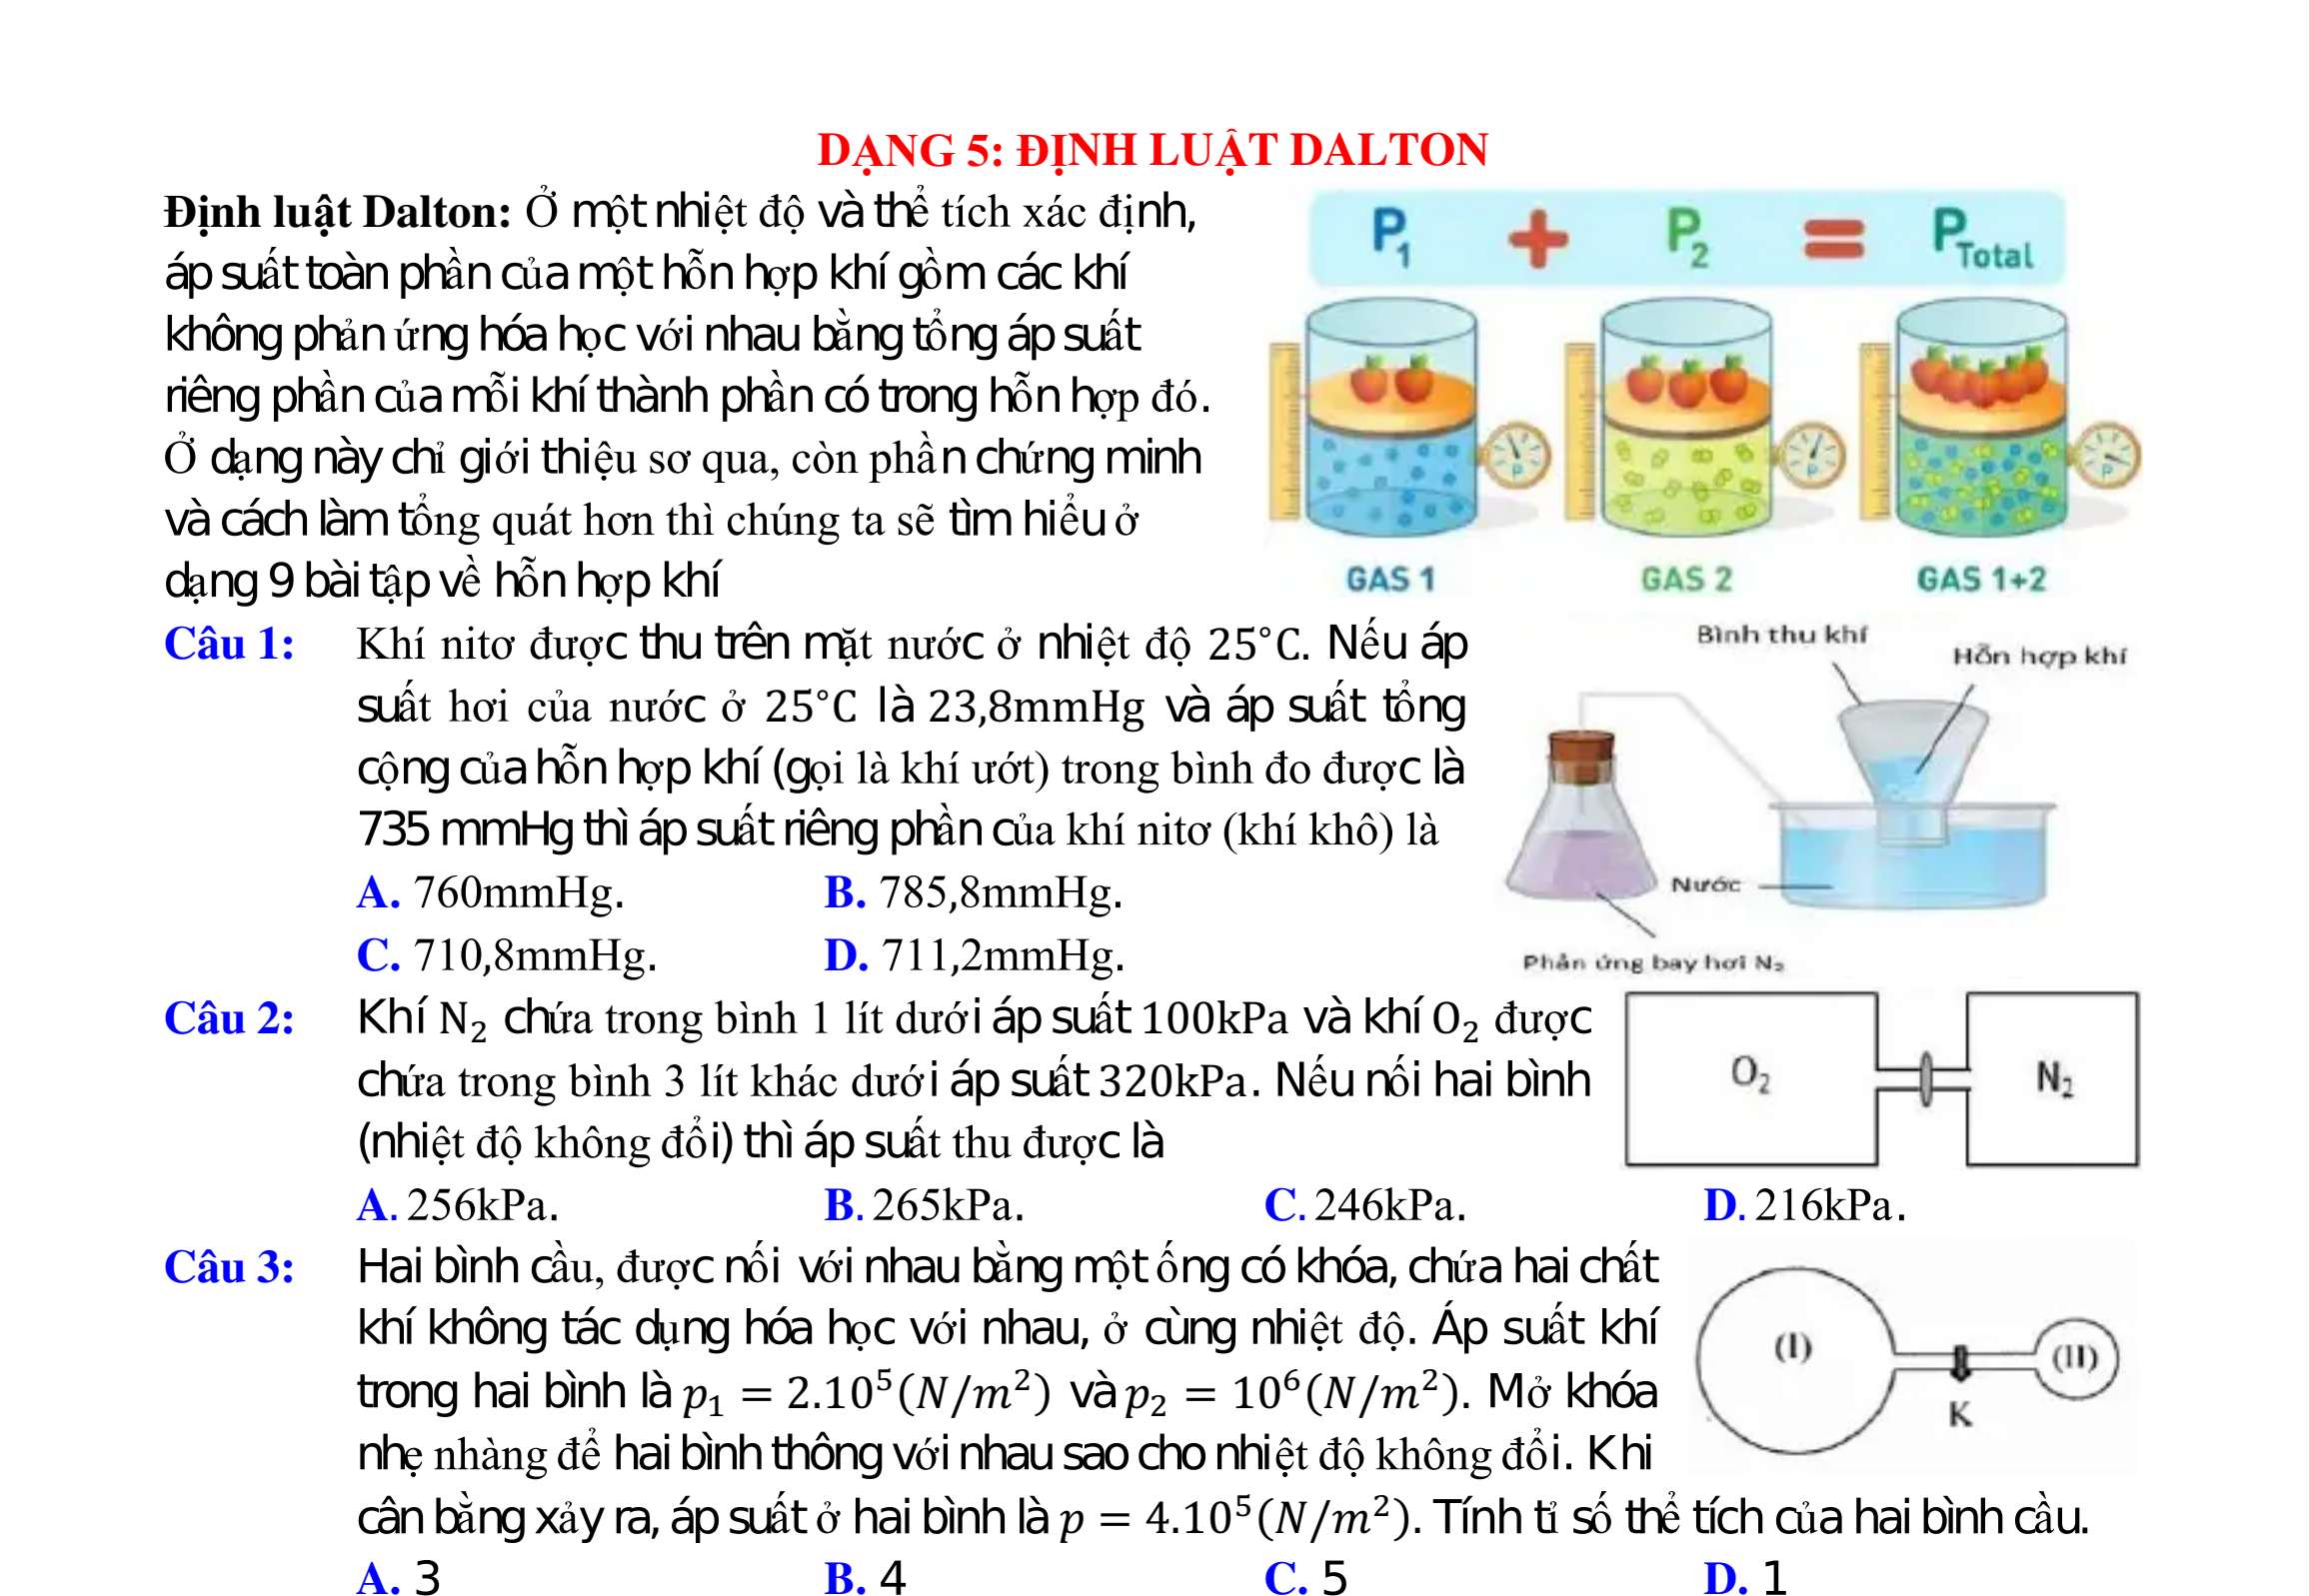 DẠNG 5: ĐỊNH LUẬT DALTON
Định luật Dalton: Ở một nhiệt độ và thể tích xác định,
áp suất toàn phần của một hỗn hợp khí gồm các khí
không phản ứng hóa học với nhau bằng tổng áp suất
riêng phần của mỗi khí thành phần có trong hỗn hợp đó.
Ở dạng này chỉ giới thiệu sơ qua, còn phần chứng minh
và cách làm tổng quát hơn thì chúng ta sẽ tìm hiểu ở
dạng 9 bài tập về hỗn hợp khí
P₁ + P₂ = P Total
P P P
GAS 1 GAS 2 GAS 1+2
Câu 1: Khí nitơ được thu trên mặt nước ở nhiệt độ 25°C. Nếu áp
suất hơi của nước ở 25°C là 23,8mmHg và áp suất tổng
cộng của hỗn hợp khí (gọi là khí ướt) trong bình đo được là
735 mmHg thì áp suất riêng phần của khí nitơ (khí khô) là
A. 760mmHg. B. 785,8mmHg.
C. 710,8mmHg. D. 711,2mmHg.
Bình thu khí
Hỗn hợp khí
Nước
Phản ứng bay hơi N₂
Câu 2: Khí N₂ chứa trong bình 1 lít dưới áp suất 100kPa và khí O₂ được
chứa trong bình 3 lít khác dưới áp suất 320kPa. Nếu nối hai bình
(nhiệt độ không đổi) thì áp suất thu được là
O₂ N₂
A. 256kPa. B. 265kPa. C. 246kPa. D. 216kPa.
Câu 3: Hai bình cầu, được nối với nhau bằng một ống có khóa, chứa hai chất
khí không tác dụng hóa học với nhau, ở cùng nhiệt độ. Áp suất khí
trong hai bình là p₁ = 2.10⁵(N/m²) và p₂ = 10⁶(N/m²). Mở khóa
nhẹ nhàng để hai bình thông với nhau sao cho nhiệt độ không đổi. Khi
cân bằng xảy ra, áp suất ở hai bình là p = 4.10⁵(N/m²). Tính tỉ số thể tích của hai bình cầu.
(I) (II)
K
A. 3 B. 4 C. 5 D. 1